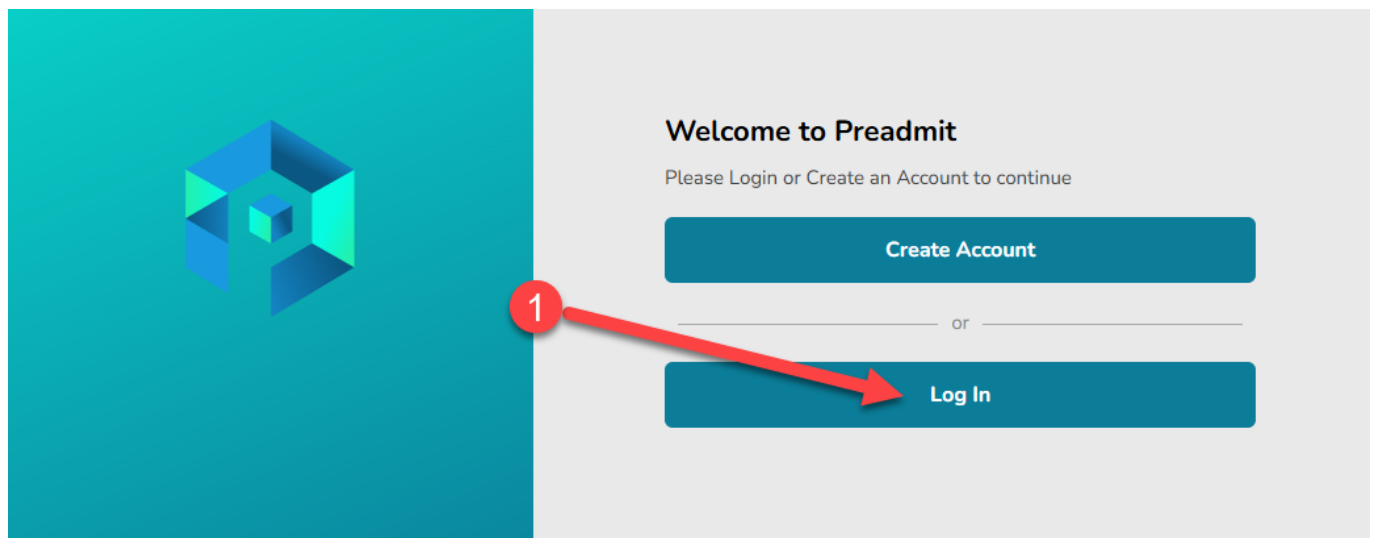 Welcome to Preadmit
Please Login or Create an Account to continue
Create Account
1
or
Log In